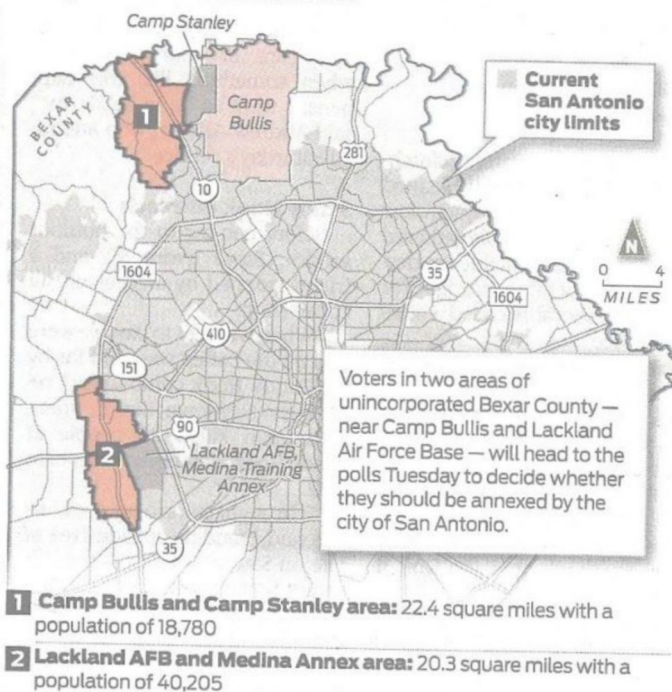 Camp Stanley
1
Camp
Bullis
BEXAR
COUNTY
Current
San Antonio
city limits
281
10
N
0 4
MILES
1604
35
1604
410
151
Voters in two areas of
unincorporated Bexar County —
near Camp Bullis and Lackland
Air Force Base — will head to the
polls Tuesday to decide whether
they should be annexed by the
city of San Antonio.
90
2
Lackland AFB,
Medina Training
Annex
35
1 Camp Bullis and Camp Stanley area: 22.4 square miles with a
population of 18,780
2 Lackland AFB and Medina Annex area: 20.3 square miles with a
population of 40,205